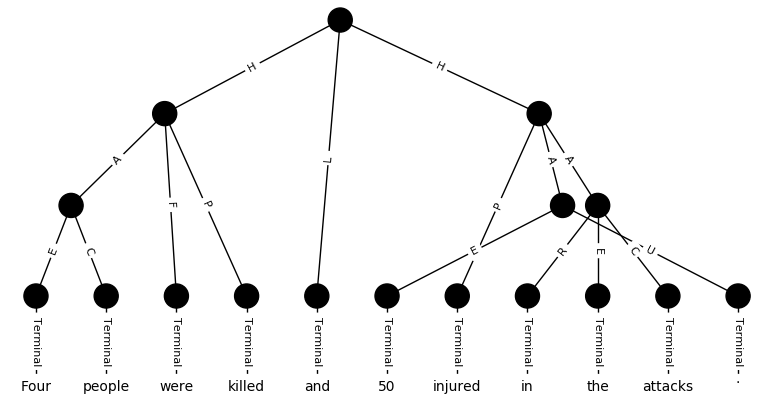 H H
L
A F P P A A
E C E R E C U
Terminal Terminal Terminal Terminal Terminal Terminal Terminal Terminal Terminal Terminal Terminal
Four people were killed and 50 injured in the attacks .